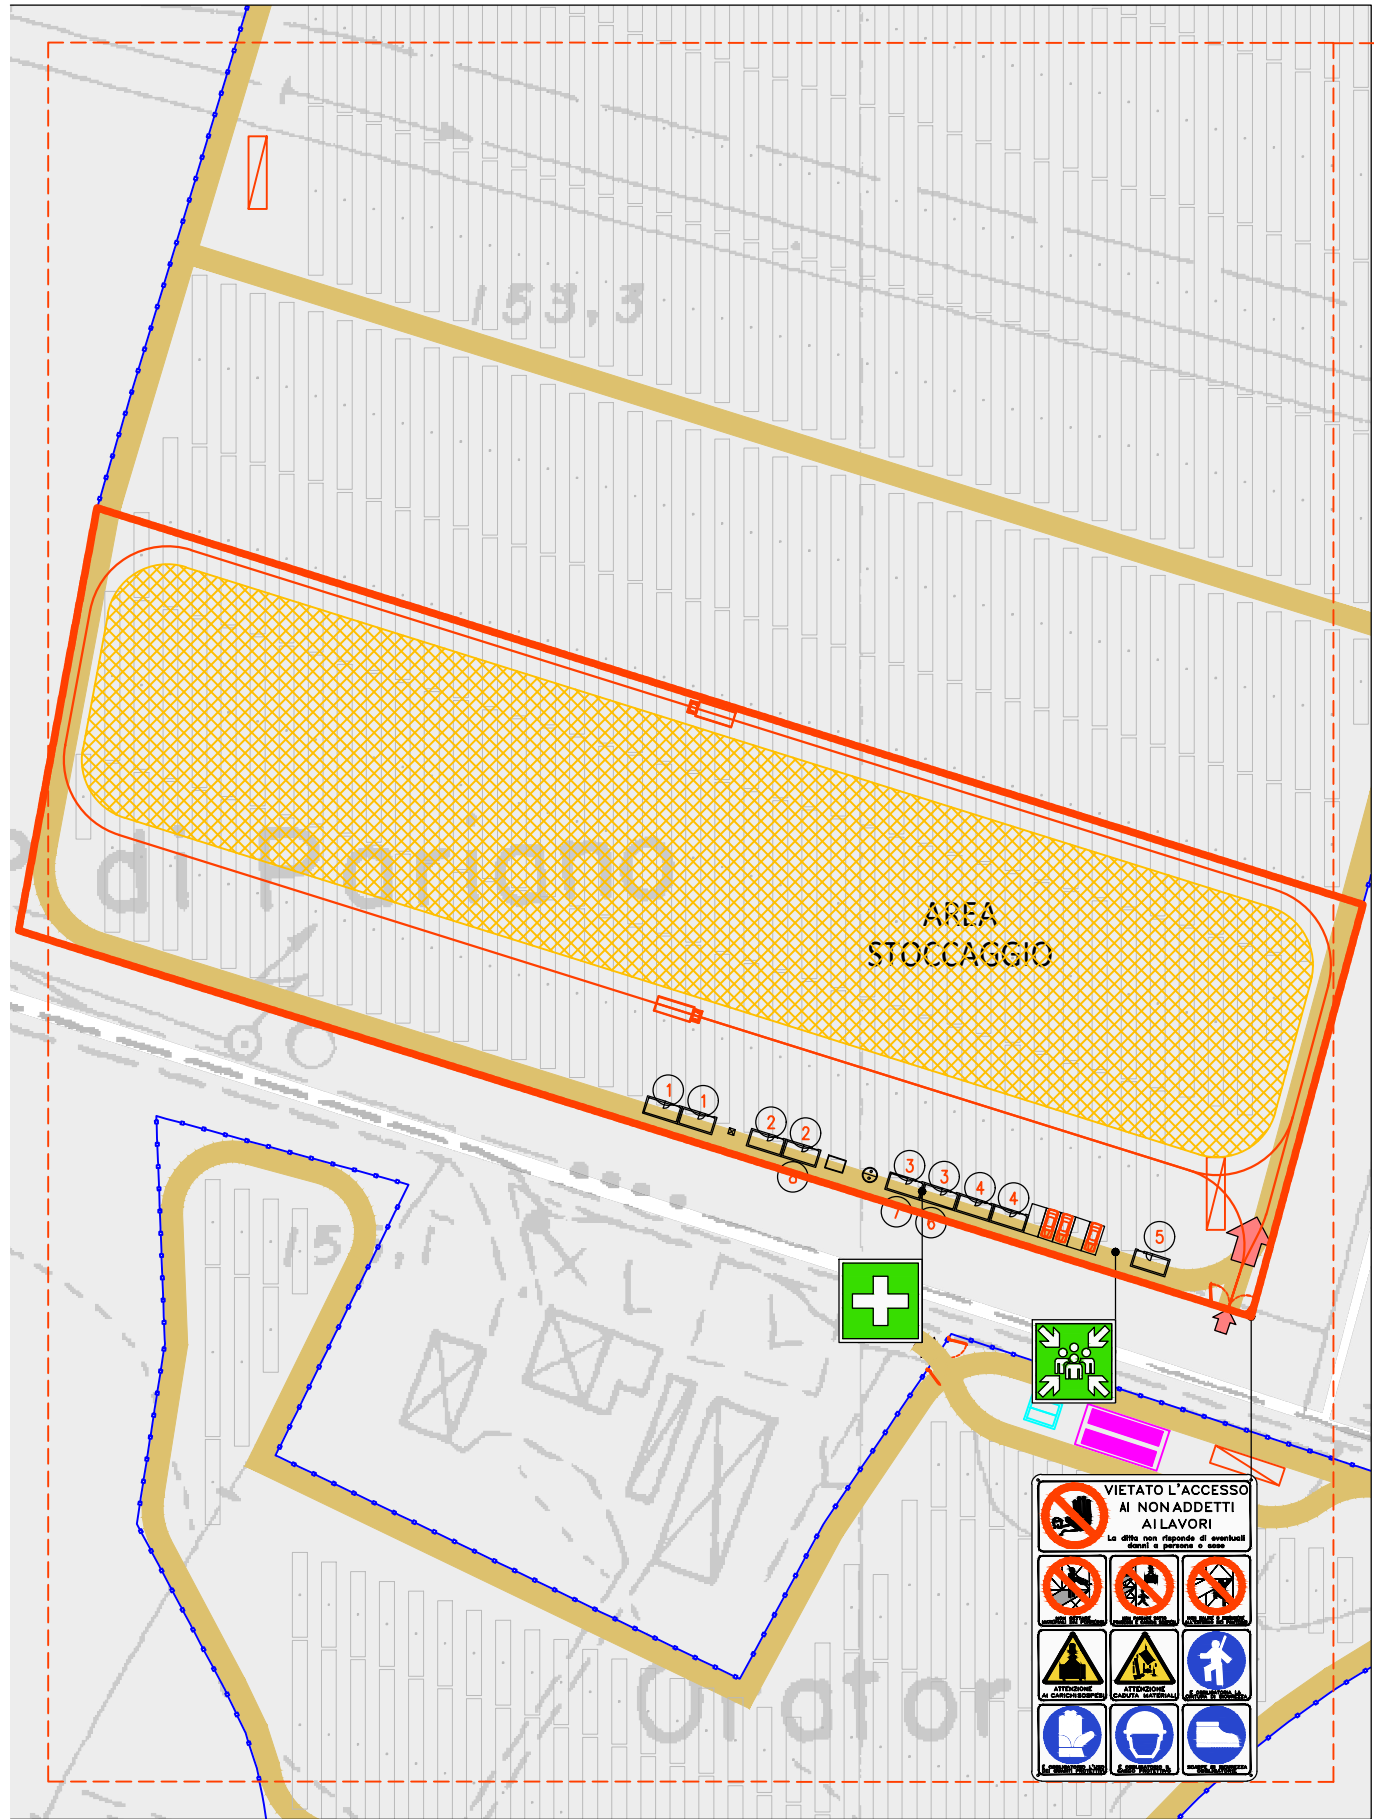 153,3
di Pariano
AREA
STOCCAGGIO
1
1
2
2
8
3
3
4
4
7
6
5
Orator
VIETATO L'ACCESSO
AI NON ADDETTI
AI LAVORI
La ditta non risponde di eventuali
danni a persone o cose
ATTENZIONE
AI CARICHI SOSPESI
ATTENZIONE
CADUTA MATERIALI